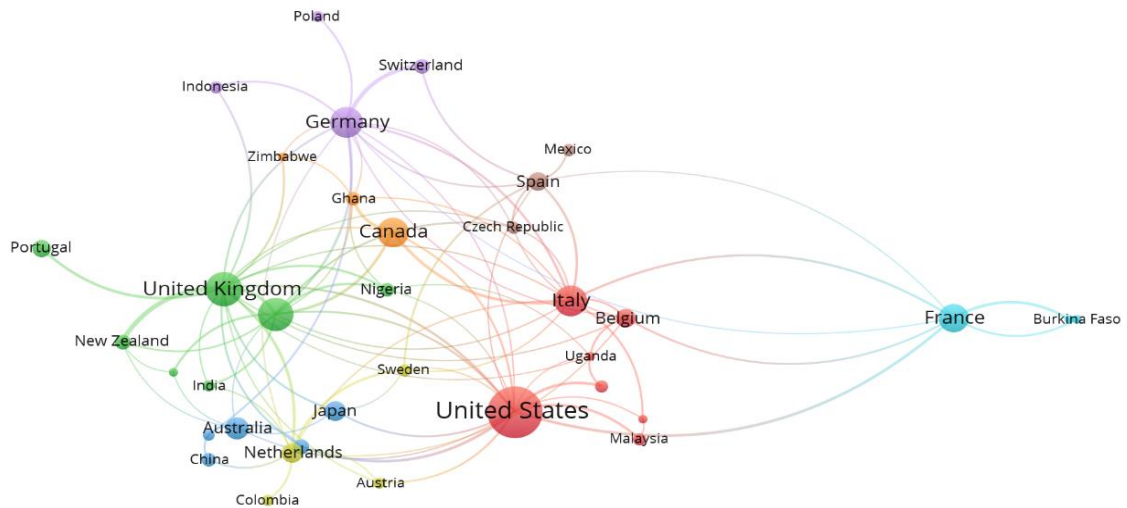 Poland
Switzerland
Indonesia
Germany
Mexico
Zimbabwe
Spain
Ghana
Czech Republic
Canada
Portugal
United Kingdom
Nigeria
Italy
Belgium
France
Burkina Faso
New Zealand
Uganda
Sweden
India
United States
Japan
Australia
Malaysia
Netherlands
China
Austria
Colombia